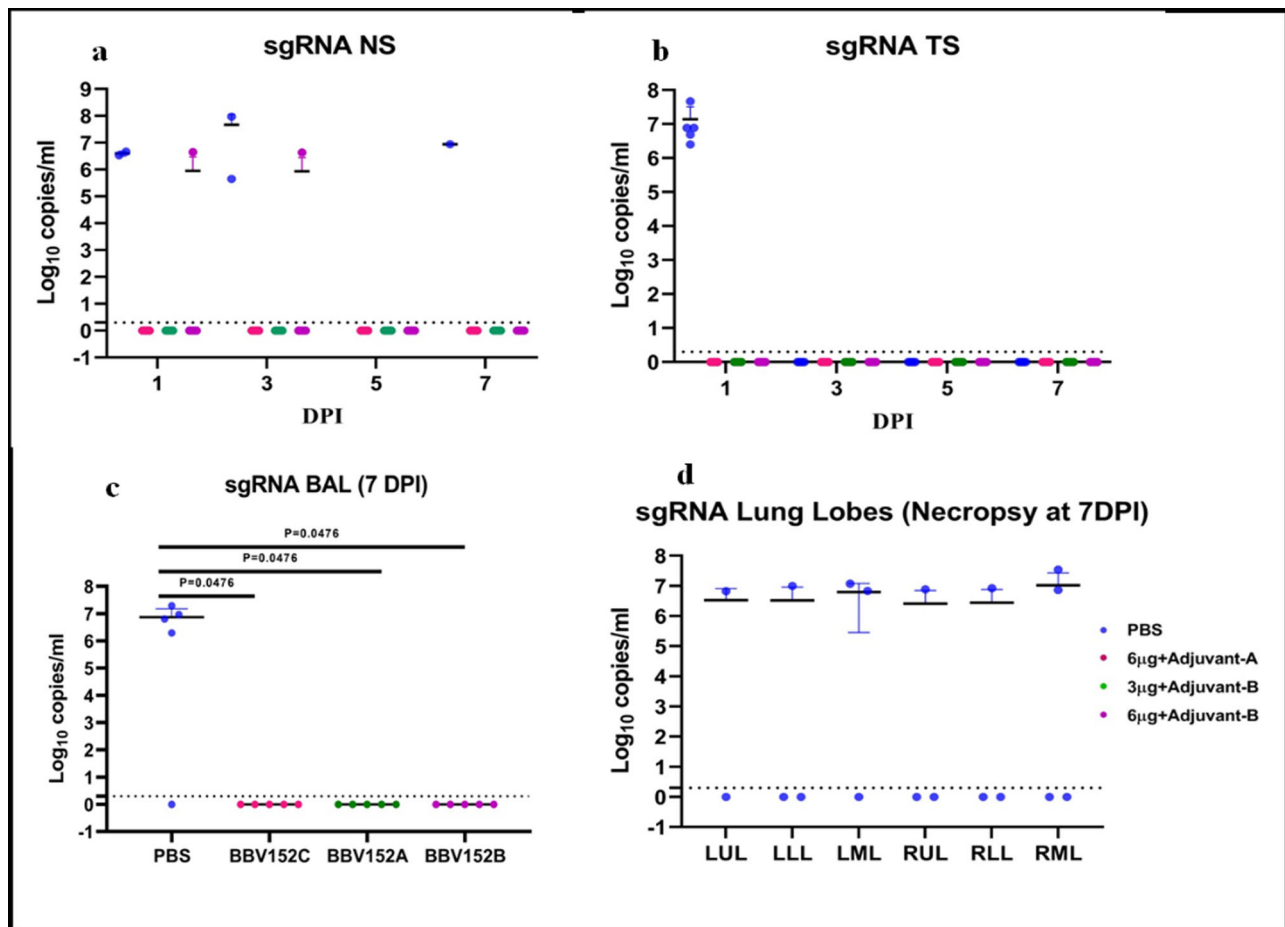 a
sgRNA NS
9
8
7
6
5
4
3
2
1
0
-1
Log10 copies/ml
1 3 5 7
DPI
b
sgRNA TS
8
7
6
5
4
3
2
1
0
Log10 copies/ml
1 3 5 7
DPI
c
sgRNA BAL (7 DPI)
P=0.0476
P=0.0476
P=0.0476
8
7
6
5
4
3
2
1
0
-1
Log10 copies/ml
PBS BBV152C BBV152A BBV152B
d
sgRNA Lung Lobes (Necropsy at 7DPI)
8
7
6
5
4
3
2
1
0
-1
Log10 copies/ml
LUL LLL LML RUL RLL RML
PBS
6μg+Adjuvant-A
3μg+Adjuvant-B
6μg+Adjuvant-B